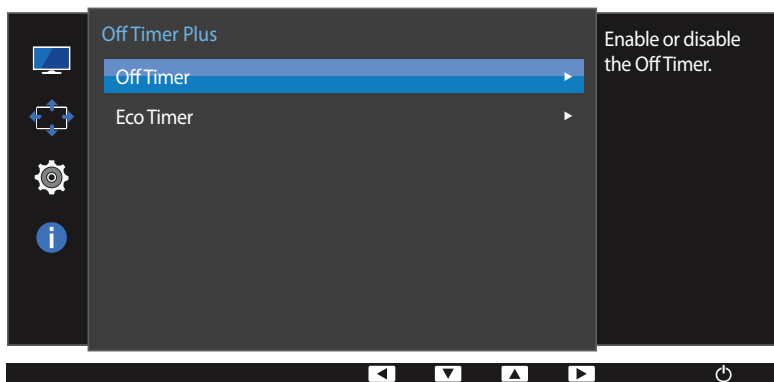 Off Timer Plus
Off Timer
Eco Timer
Enable or disable
the Off Timer.